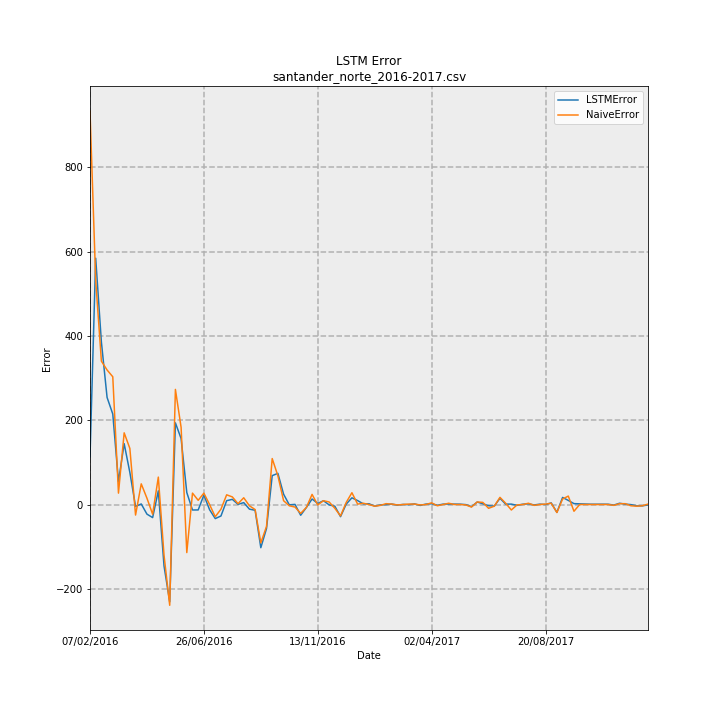 LSTM Error
santander_norte_2016-2017.csv
LSTMError
NaiveError
800
600
400
200
0
−200
Error
07/02/2016
26/06/2016
13/11/2016
02/04/2017
20/08/2017
Date